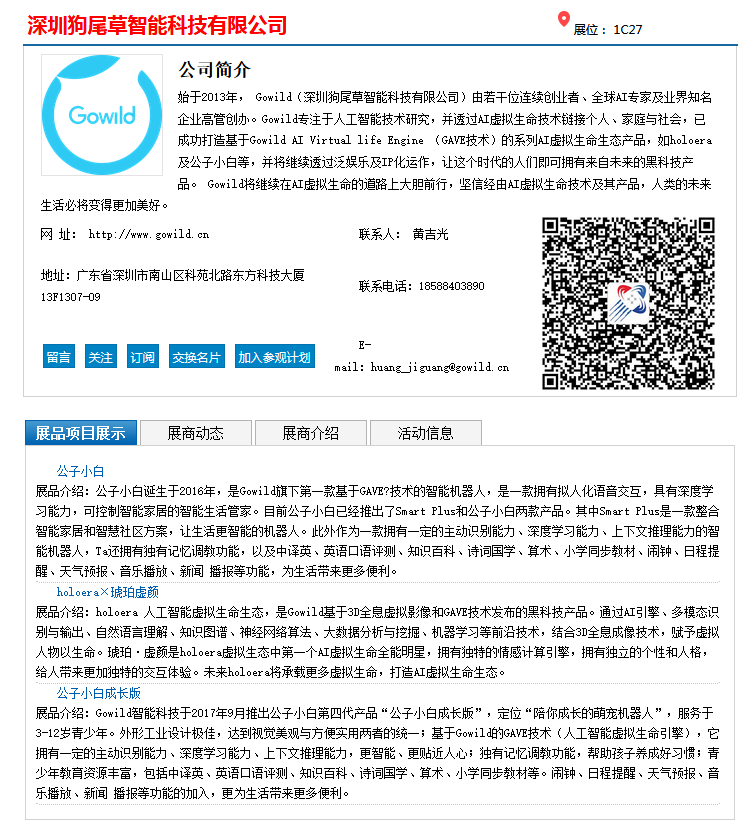 深圳狗尾草智能科技有限公司
展位： 1C27
Gowild
公司简介
始于2013年， Gowild（深圳狗尾草智能科技有限公司）由若干位连续创业者、全球AI专家及业界知名
企业高管创办。Gowild专注于人工智能技术研究，并透过AI虚拟生命技术链接个人、家庭与社会，已
成功打造基于Gowild AI Virtual life Engine （GAVE技术）的系列AI虚拟生命生态产品，如holoera
及公子小白等，并将继续透过泛娱乐及IP化运作，让这个时代的人们即可拥有来自未来的黑科技产
品。 Gowild将继续在AI虚拟生命的道路上大胆前行，坚信经由AI虚拟生命技术及其产品，人类的未来
生活必将变得更加美好。
网 址： http://www.gowild.cn
联系人： 黄吉光
地址：广东省深圳市南山区科苑北路东方科技大厦
13F1307-09
联系电话：18588403890
E-
mail：huang_jiguang@gowild.cn
留言 关注 订阅 交换名片 加入参观计划
展品项目展示 展商动态 展商介绍 活动信息
公子小白
展品介绍：公子小白诞生于2016年，是Gowild旗下第一款基于GAVE?技术的智能机器人，是一款拥有拟人化语音交互，具有深度学
习能力，可控制智能家居的智能生活管家。目前公子小白已经推出了Smart Plus和公子小白两款产品。其中Smart Plus是一款整合
智能家居和智慧社区方案，让生活更智能的机器人。此外作为一款拥有一定的主动识别能力、深度学习能力、上下文推理能力的智
能机器人，Ta还拥有独有记忆调教功能，以及中译英、英语口语评测、知识百科、诗词国学、算术、小学同步教材、闹钟、日程提
醒、天气预报、音乐播放、新闻 播报等功能，为生活带来更多便利。
holoera×琥珀虚颜
展品介绍：holoera 人工智能虚拟生命生态，是Gowild基于3D全息虚拟影像和GAVE技术发布的黑科技产品。通过AI引擎、多模态识
别与输出、自然语言理解、知识图谱、神经网络算法、大数据分析与挖掘、机器学习等前沿技术，结合3D全息成像技术，赋予虚拟
人物以生命。琥珀·虚颜是holoera虚拟生态中第一个AI虚拟生命全能明星，拥有独特的情感计算引擎，拥有独立的个性和人格，
给人带来更加独特的交互体验。未来holoera将承载更多虚拟生命，打造AI虚拟生命生态。
公子小白成长版
展品介绍：Gowild智能科技于2017年9月推出公子小白第四代产品“公子小白成长版”，定位“陪你成长的萌宠机器人”，服务于
3-12岁青少年。外形工业设计极佳，达到视觉美观与方便实用两者的统一；基于Gowild的GAVE技术（人工智能虚拟生命引擎），它
拥有一定的主动识别能力、深度学习能力、上下文推理能力，更智能、更贴近人心；独有记忆调教功能，帮助孩子养成好习惯；青
少年教育资源丰富，包括中译英、英语口语评测、知识百科、诗词国学、算术、小学同步教材等。闹钟、日程提醒、天气预报、音
乐播放、新闻 播报等功能的加入，更为生活带来更多便利。